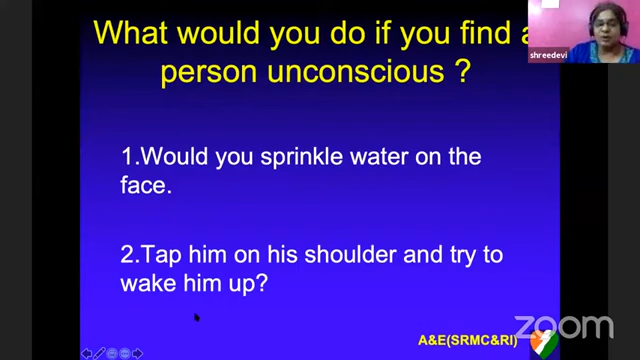 What would you do if you find a
person unconscious ?
shreedevi
1.Would you sprinkle water on the
face.
2.Tap him on his shoulder and try to
wake him up?
zoom
A&E(SRMC&RI)